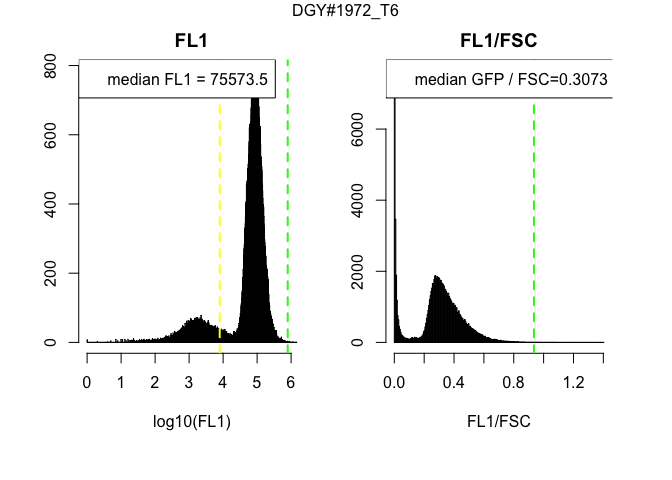 DGY#1972_T6
FL1
FL1/FSC
median FL1 = 75573.5
median GFP / FSC=0.3073
800
600
400
200
0
6000
4000
2000
0
0 1 2 3 4 5 6
0.0 0.4 0.8 1.2
log10(FL1)
FL1/FSC